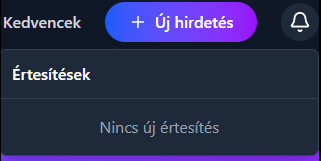 Kedvencek
+ Új hirdetés
Értesítések
Nincs új értesítés